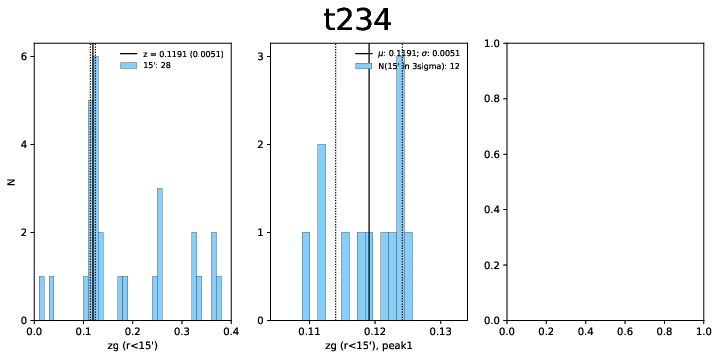 t234
z = 0.1191 (0.0051)
15': 28
N
6
4
2
0
0.0 0.1 0.2 0.3 0.4
zg (r<15')
μ: 0.1191; σ: 0.0051
N(15' in 3sigma): 12
3
2
1
0
0.11 0.12 0.13
zg (r<15'), peak1
1.0
0.8
0.6
0.4
0.2
0.0
0.0 0.2 0.4 0.6 0.8 1.0